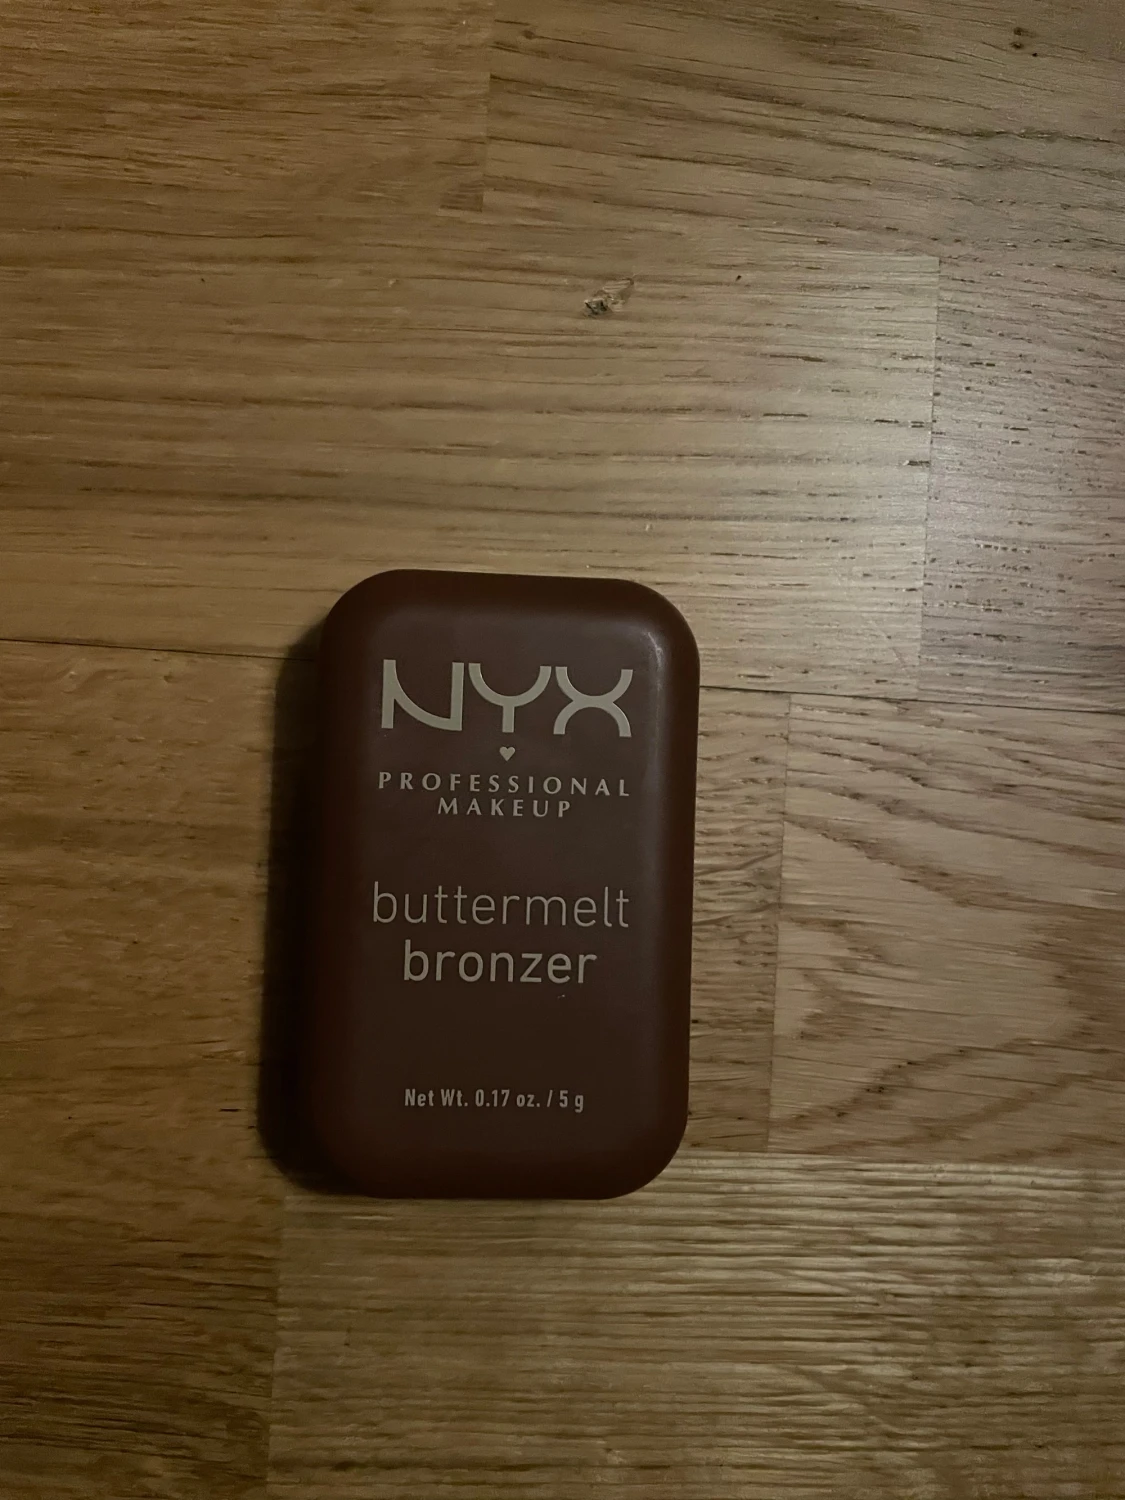 NYX
PROFESSIONAL
MAKEUP
buttermelt
bronzer
Net Wt. 0.17 oz. / 5 g